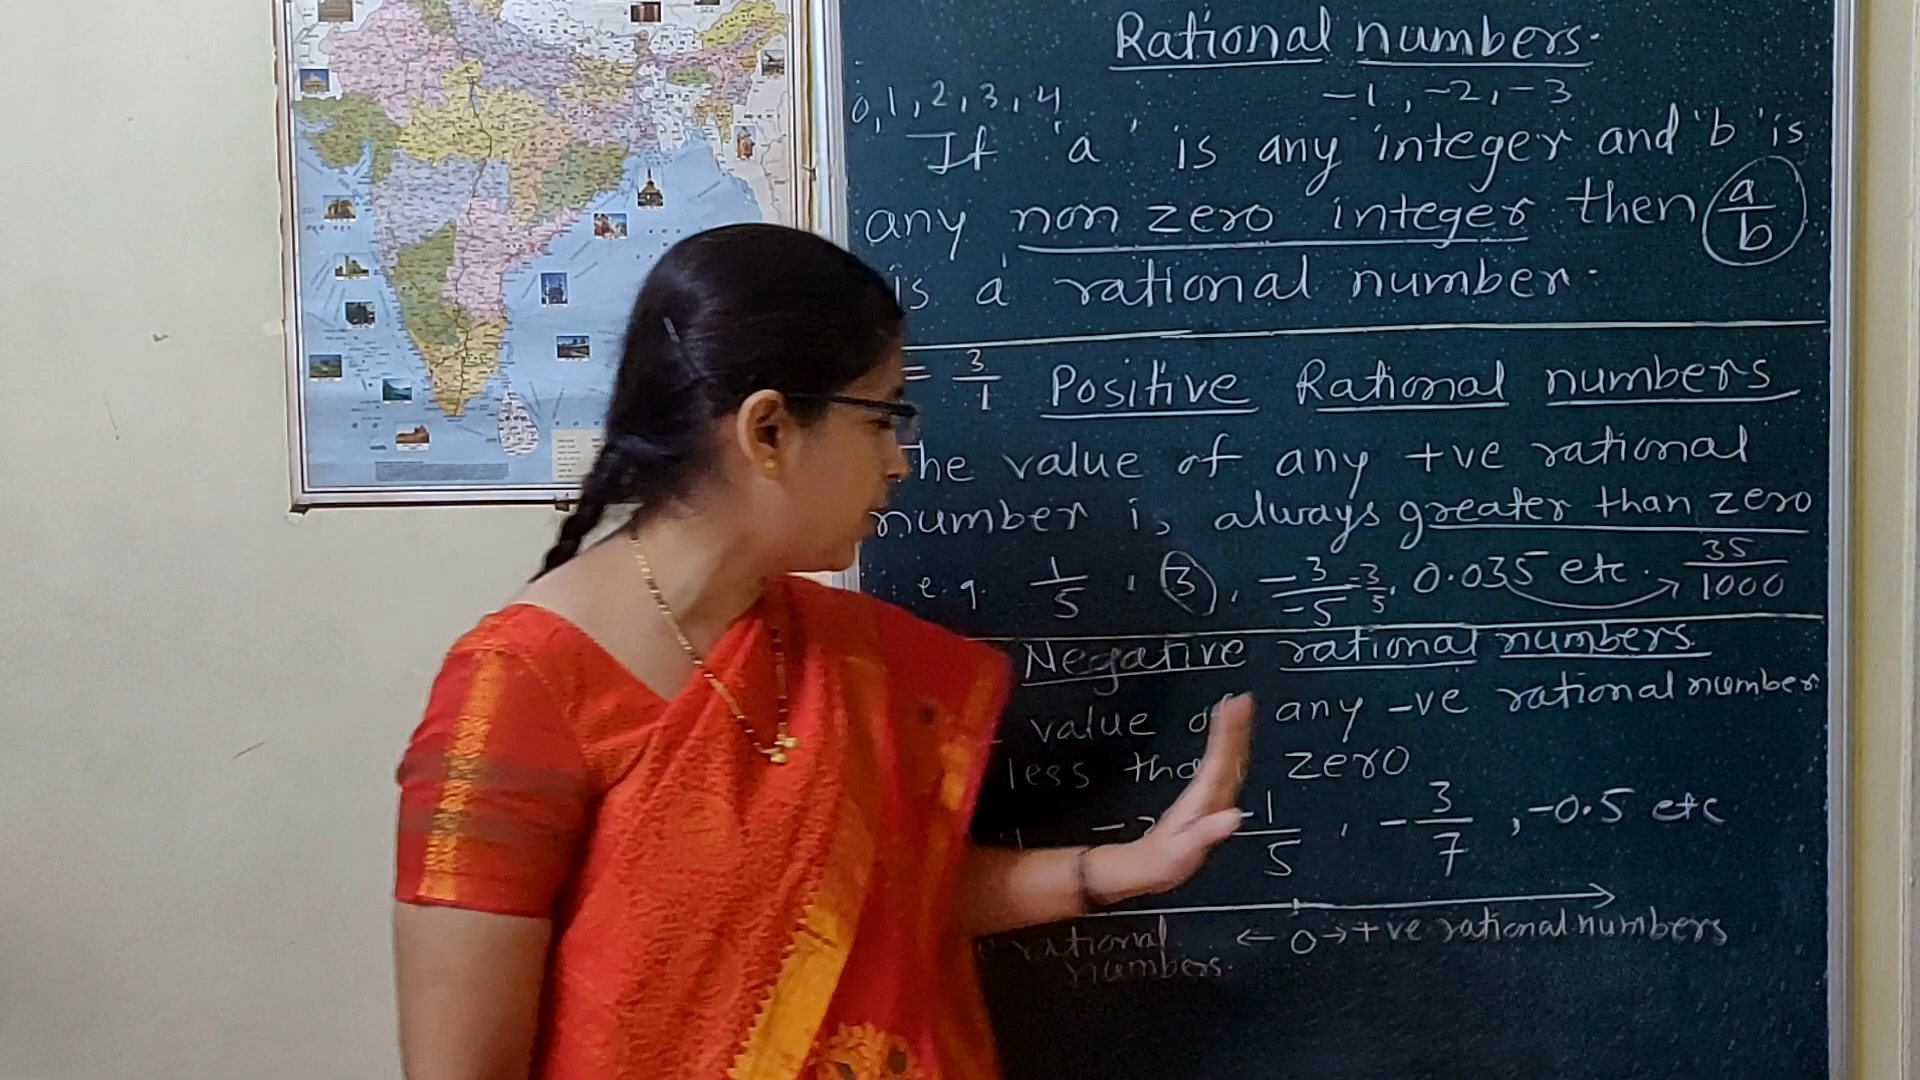 Rational numbers.
0, 1, 2, 3, 4 -1, -2, -3
If 'a' is any integer and 'b' is
any non zero integer then a/b
is a rational number.
= 3/1 Positive Rational numbers
The value of any +ve rational
number is always greater than zero
e.g. 1/5, 3, -3/-5 = 3/5, 0.035 etc. 35/1000
Negative rational numbers.
value of any -ve rational number
less than zero
-1/5, -3/7, -0.5 etc
rational ← 0 → +ve rational numbers
numbers.